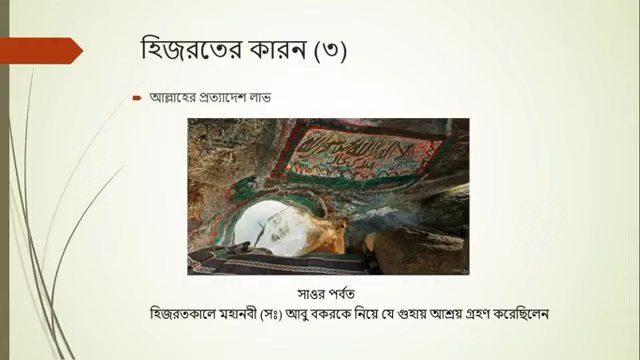 হিজরতের কারন (৩)
আল্লাহের প্রত্যাদেশ লাভ
সাওর পর্বত
হিজরতকালে মহানবী (সঃ) আবু বকরকে নিয়ে যে গুহায় আশ্রয় গ্রহণ করেছিলেন